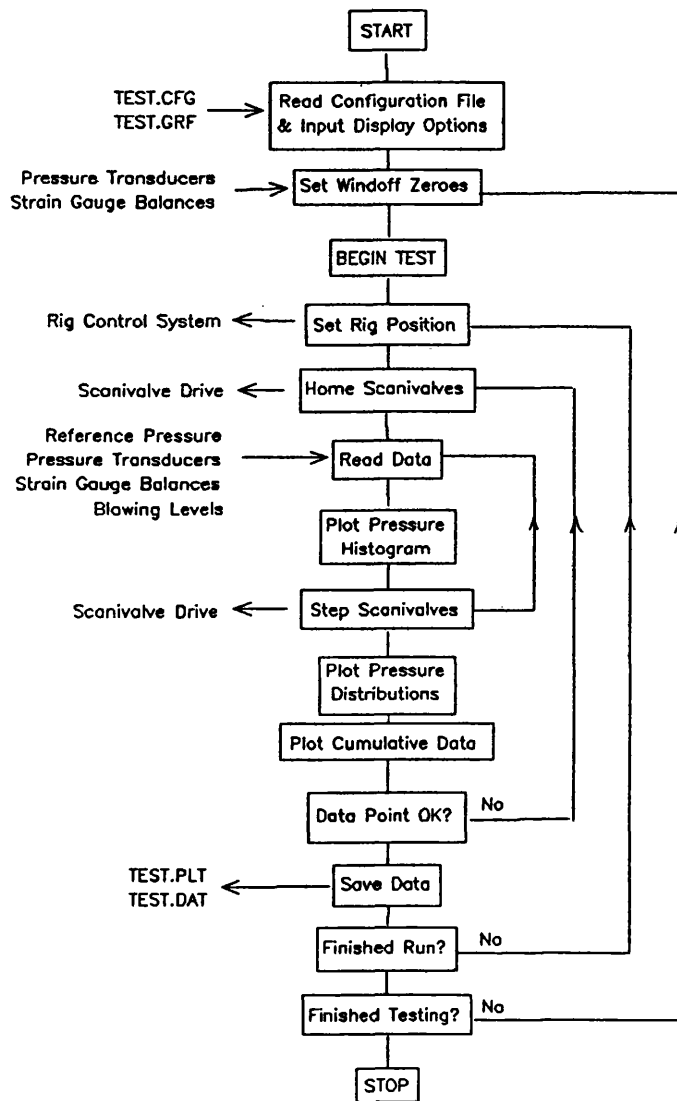 START
TEST.CFG
TEST.GRF
Read Configuration File
& Input Display Options
Pressure Transducers
Strain Gauge Balances
Set Windoff Zeroes
BEGIN TEST
Rig Control System
Set Rig Position
Scanivalve Drive
Home Scanivalves
Reference Pressure
Pressure Transducers
Strain Gauge Balances
Blowing Levels
Read Data
Plot Pressure
Histogram
Scanivalve Drive
Step Scanivalves
Plot Pressure
Distributions
Plot Cumulative Data
Data Point OK?
No
TEST.PLT
TEST.DAT
Save Data
Finished Run?
No
Finished Testing?
No
STOP